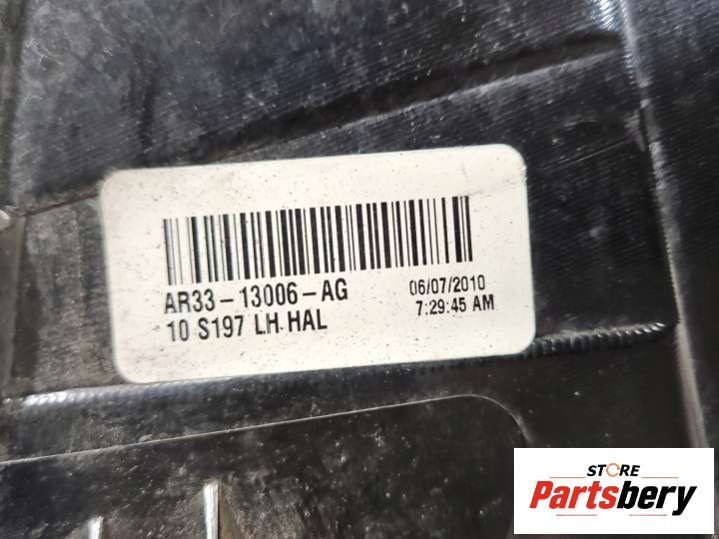 AR33-13006-AG
06/07/2010
10 S197 LH HAL
7:29:45 AM
STORE
Partsbery